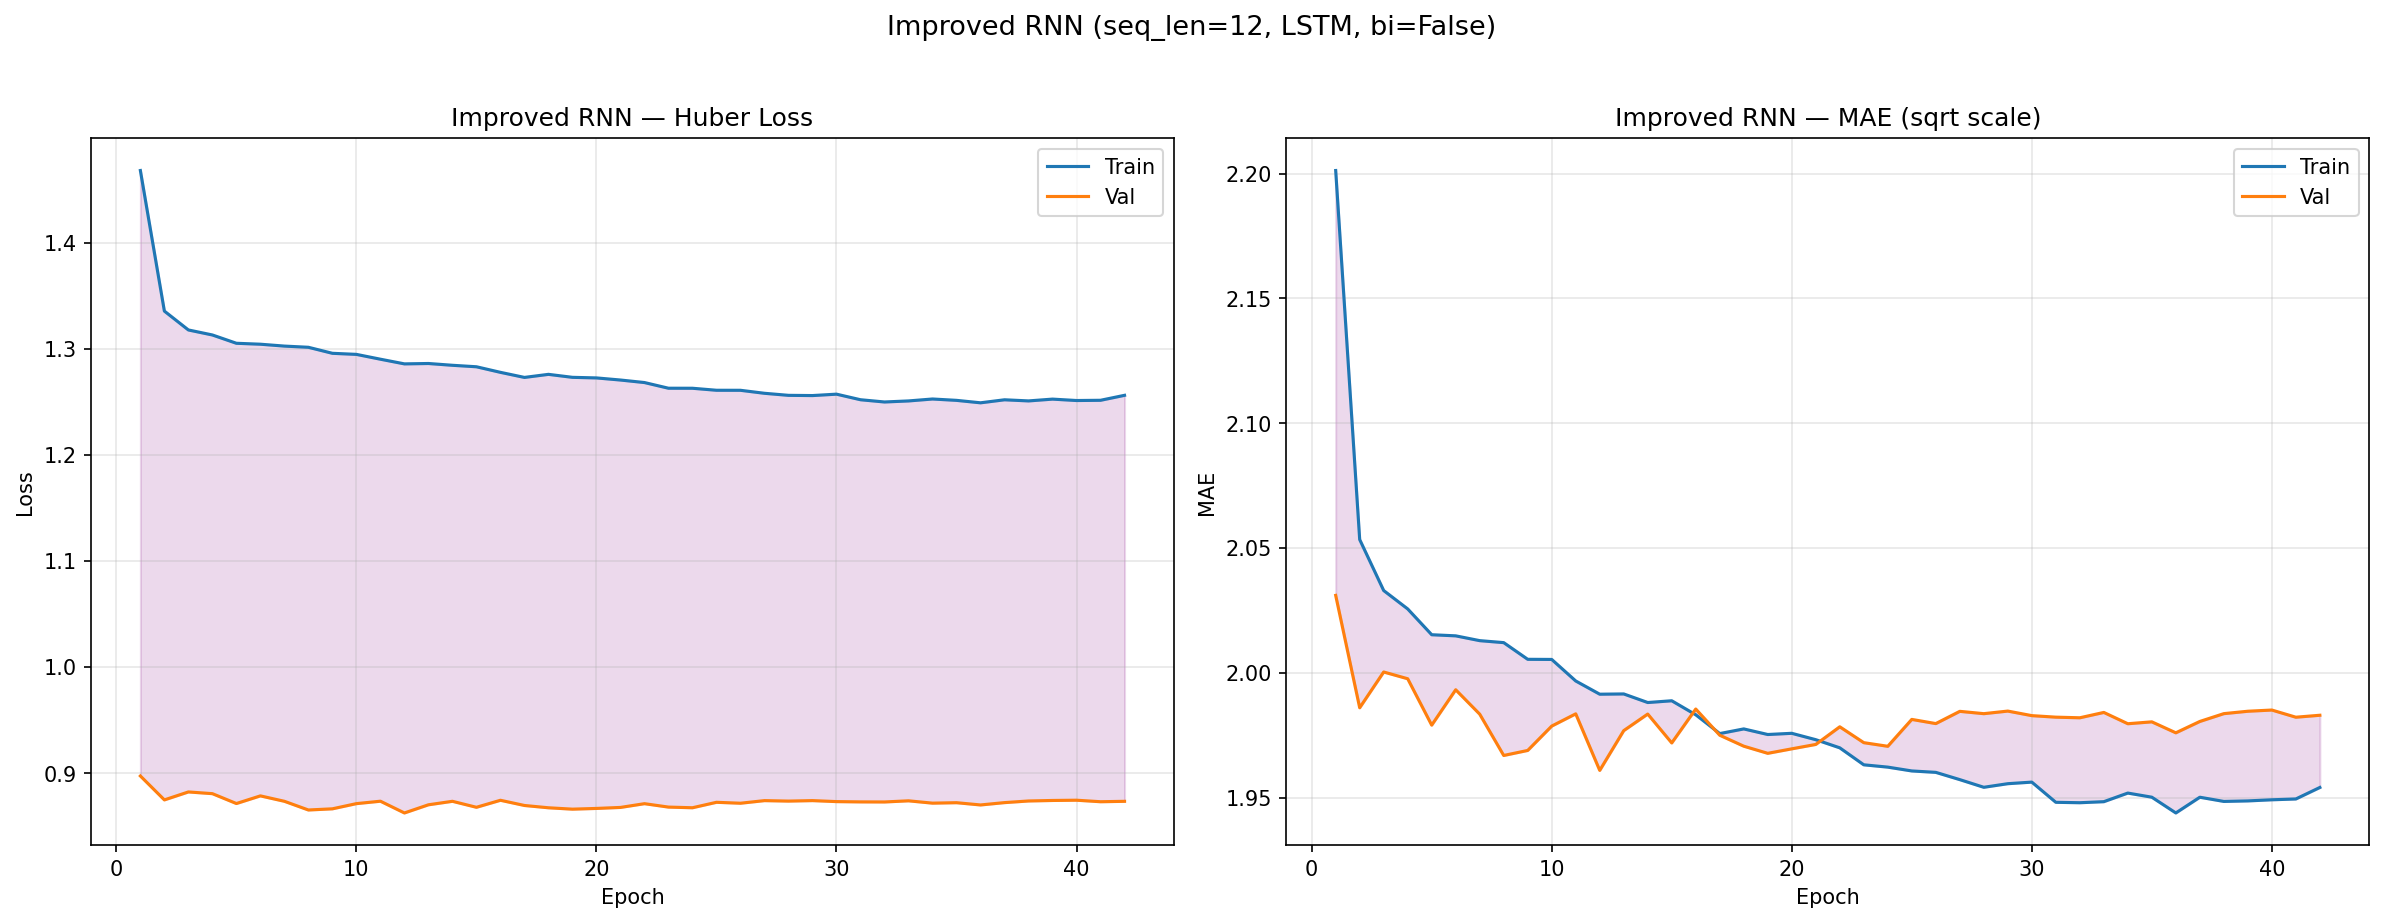 Improved RNN (seq_len=12, LSTM, bi=False)
Improved RNN — Huber Loss
Train
Val
1.4
1.3
1.2
1.1
1.0
0.9
Loss
0
10
20
30
40
Epoch
Improved RNN — MAE (sqrt scale)
Train
Val
2.20
2.15
2.10
2.05
2.00
1.95
MAE
0
10
20
30
40
Epoch